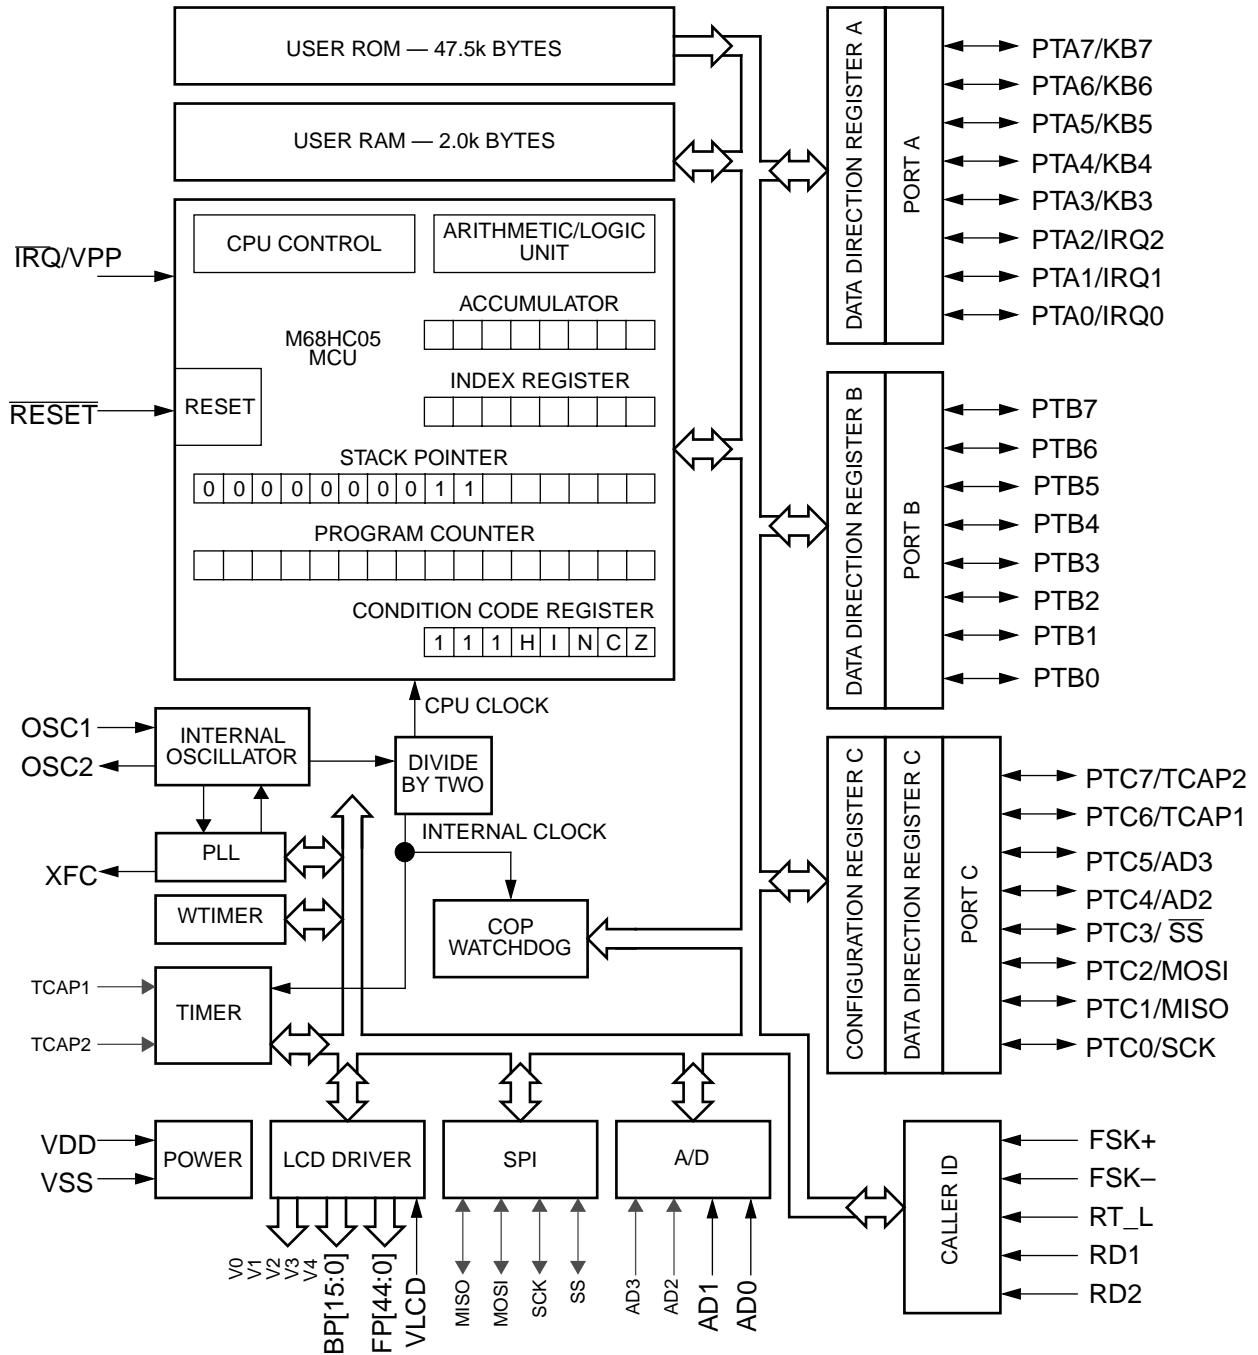 USER ROM — 47.5k BYTES
USER RAM — 2.0k BYTES
CPU CONTROL
ARITHMETIC/LOGIC
UNIT
IRQ/VPP
ACCUMULATOR
M68HC05
MCU
INDEX REGISTER
RESET
RESET
STACK POINTER
0 0 0 0 0 0 0 0 1 1
PROGRAM COUNTER
CONDITION CODE REGISTER
1 1 1 H I N C Z
CPU CLOCK
OSC1
OSC2
INTERNAL
OSCILLATOR
DIVIDE
BY TWO
INTERNAL CLOCK
PLL
XFC
WTIMER
COP
WATCHDOG
TCAP1
TCAP2
TIMER
VDD
VSS
POWER
LCD DRIVER
SPI
A/D
V0
V1
V2
V3
V4
BP[15:0]
FP[44:0]
VLCD
MISO
MOSI
SCK
SS
AD3
AD2
AD1
AD0
DATA DIRECTION REGISTER A
PORT A
PTA7/KB7
PTA6/KB6
PTA5/KB5
PTA4/KB4
PTA3/KB3
PTA2/IRQ2
PTA1/IRQ1
PTA0/IRQ0
DATA DIRECTION REGISTER B
PORT B
PTB7
PTB6
PTB5
PTB4
PTB3
PTB2
PTB1
PTB0
CONFIGURATION REGISTER C
DATA DIRECTION REGISTER C
PORT C
PTC7/TCAP2
PTC6/TCAP1
PTC5/AD3
PTC4/AD2
PTC3/ SS
PTC2/MOSI
PTC1/MISO
PTC0/SCK
CALLER ID
FSK+
FSK–
RT_L
RD1
RD2